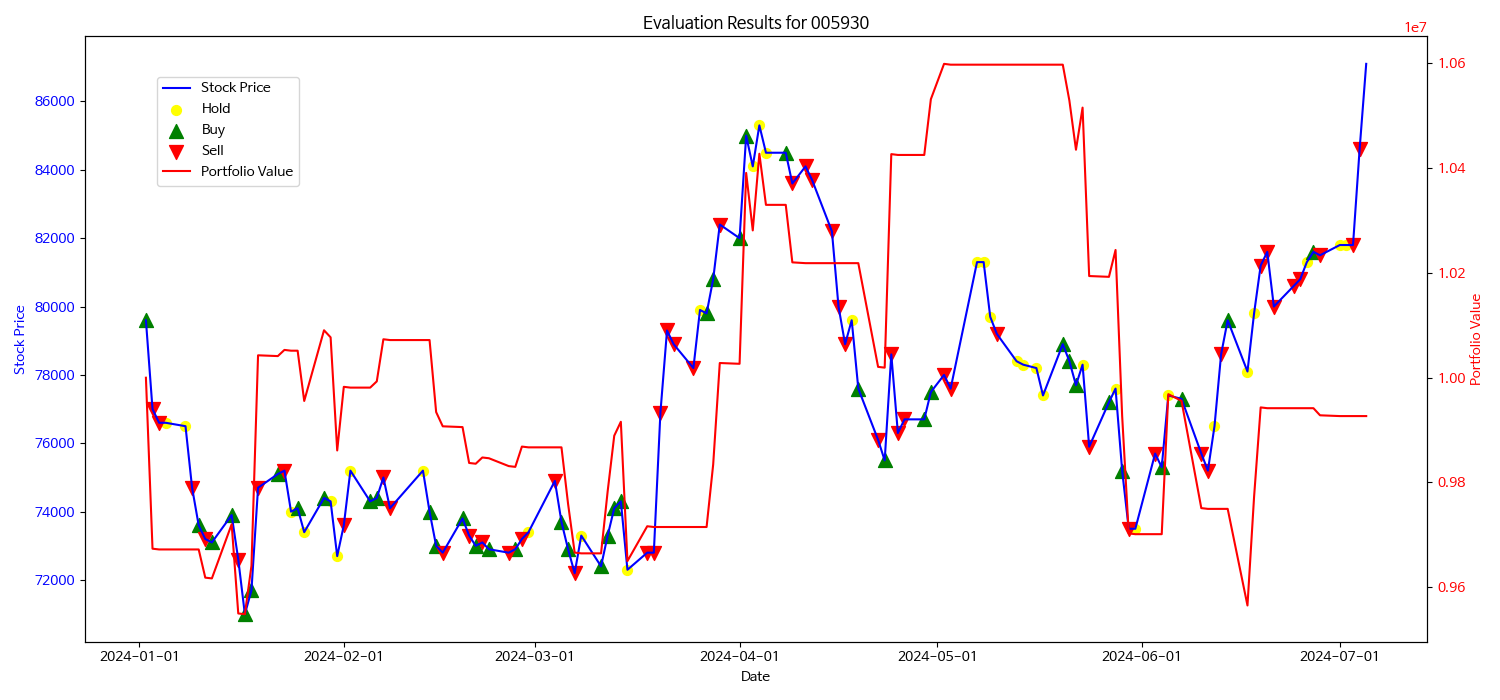 Evaluation Results for 005930
1e7
Stock Price
Hold
Buy
Sell
Portfolio Value
86000
84000
82000
80000
78000
76000
74000
72000
Stock Price
1.06
1.04
1.02
1.00
0.98
0.96
Portfolio Value
2024-01-01
2024-02-01
2024-03-01
2024-04-01
2024-05-01
2024-06-01
2024-07-01
Date